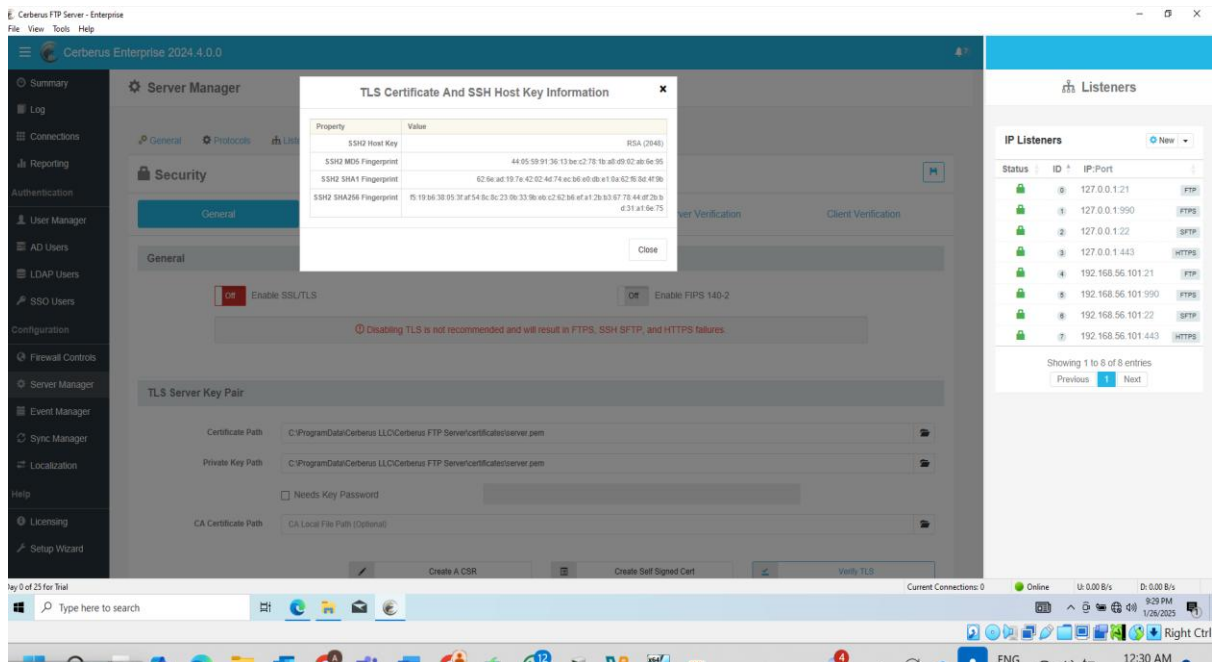 Cerberus FTP Server - Enterprise
File View Tools Help
Cerberus Enterprise 2024.4.0.0
Summary
Log
Connections
Reporting
Authentication
User Manager
AD Users
LDAP Users
SSO Users
Configuration
Firewall Controls
Server Manager
Event Manager
Sync Manager
Localization
Help
Licensing
Setup Wizard
Server Manager
General Protocols
Security
General
ver Verification
Client Verification
General
Off Enable SSL/TLS
Off Enable FIPS 140-2
Disabling TLS is not recommended and will result in FTPS, SSH SFTP, and HTTPS failures.
TLS Server Key Pair
Certificate Path C:\ProgramData\Cerberus LLC\Cerberus FTP Server\certificates\server.pem
Private Key Path C:\ProgramData\Cerberus LLC\Cerberus FTP Server\certificates\server.pem
Needs Key Password
CA Certificate Path CA Local File Path (Optional)
Create A CSR
Create Self Signed Cert
Verify TLS
TLS Certificate And SSH Host Key Information x
Property Value
SSH2 Host Key RSA (2048)
SSH2 MD5 Fingerprint 44:05:59:91:36:13:be:c2:78:1b:a8:d9:02:ab:6e:95
SSH2 SHA1 Fingerprint 62:6e:ad:19:7e:42:02:4d:74:ec:b6:e0:db:e1:0a:62:f6:8d:4f:9b
SSH2 SHA256 Fingerprint f5:19:b6:38:05:3f:af:54:8c:8c:23:0b:33:9b:eb:c2:62:b6:ef:a1:2b:b3:67:78:44:df:2b:b
d:31:a1:6e:75
Close
Listeners
IP Listeners New
Status ID IP:Port
0 127.0.0.1:21 FTP
1 127.0.0.1:990 FTPS
2 127.0.0.1:22 SFTP
3 127.0.0.1:443 HTTPS
4 192.168.56.101:21 FTP
5 192.168.56.101:990 FTPS
6 192.168.56.101:22 SFTP
7 192.168.56.101:443 HTTPS
Showing 1 to 8 of 8 entries
Previous 1 Next
Day 0 of 25 for Trial
Current Connections: 0 Online U: 0.00 B/s D: 0.00 B/s
Type here to search
9:29 PM
1/26/2025
Right Ctrl
ENG 12:30 AM